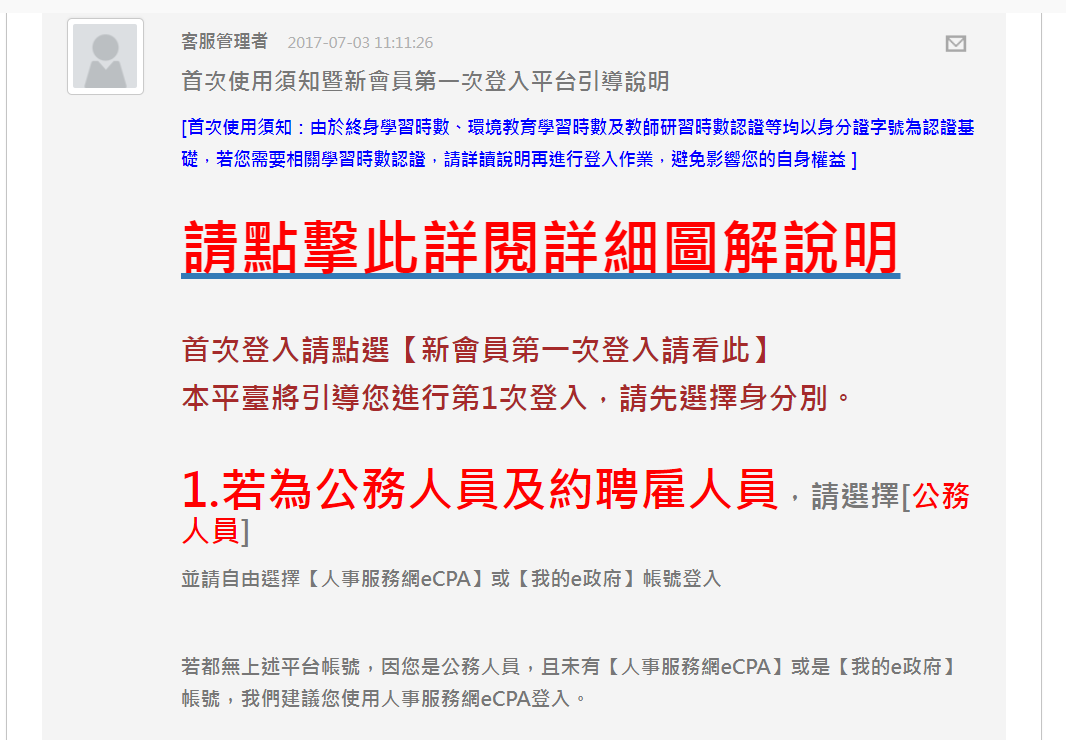 客服管理者 2017-07-03 11:11:26
首次使用須知暨新會員第一次登入平台引導說明
[首次使用須知：由於終身學習時數、環境教育學習時數及教師研習時數認證等均以身分證字號為認證基
礎，若您需要相關學習時數認證，請詳讀說明再進行登入作業，避免影響您的自身權益 ]
請點擊此詳閱詳細圖解說明
首次登入請點選【新會員第一次登入請看此】
本平臺將引導您進行第1次登入，請先選擇身分別。
1.若為公務人員及約聘雇人員，請選擇[公務
人員]
並請自由選擇【人事服務網eCPA】或【我的e政府】帳號登入
若都無上述平台帳號，因您是公務人員，且未有【人事服務網eCPA】或是【我的e政府】
帳號，我們建議您使用人事服務網eCPA登入。